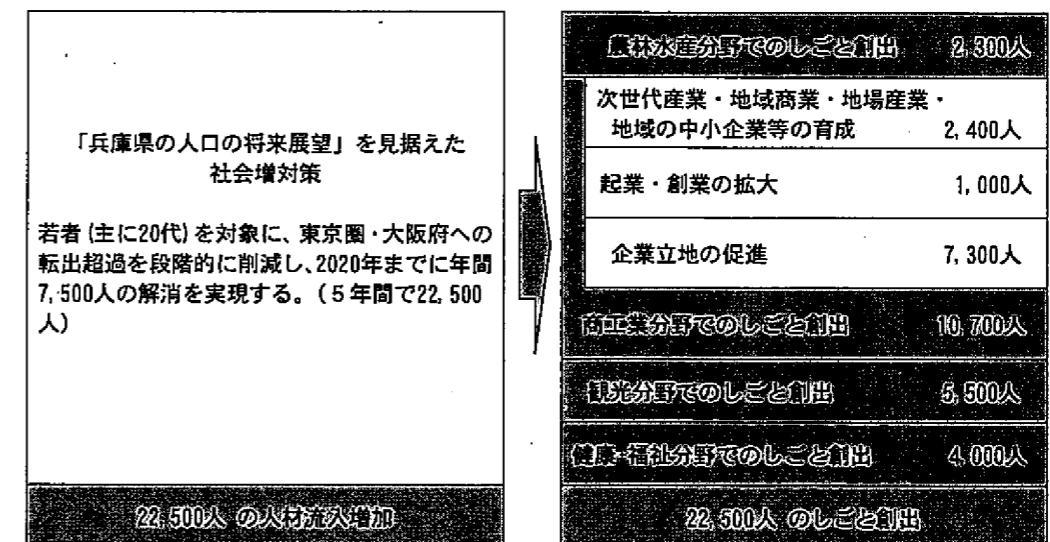 「兵庫県の人口の将来展望」を見据えた
社会増対策
若者(主に20代)を対象に、東京圏・大阪府への
転出超過を段階的に削減し、2020年までに年間
7,500人の解消を実現する。(5年間で22,500
人)
22,500人 の人材流入増加
農林水産分野でのしごと創出 2,300人
次世代産業・地域商業・地場産業・
地域の中小企業等の育成 2,400人
起業・創業の拡大 1,000人
企業立地の促進 7,300人
商工業分野でのしごと創出 10,700人
観光分野でのしごと創出 5,500人
健康・福祉分野でのしごと創出 4,000人
22,500人 のしごと創出